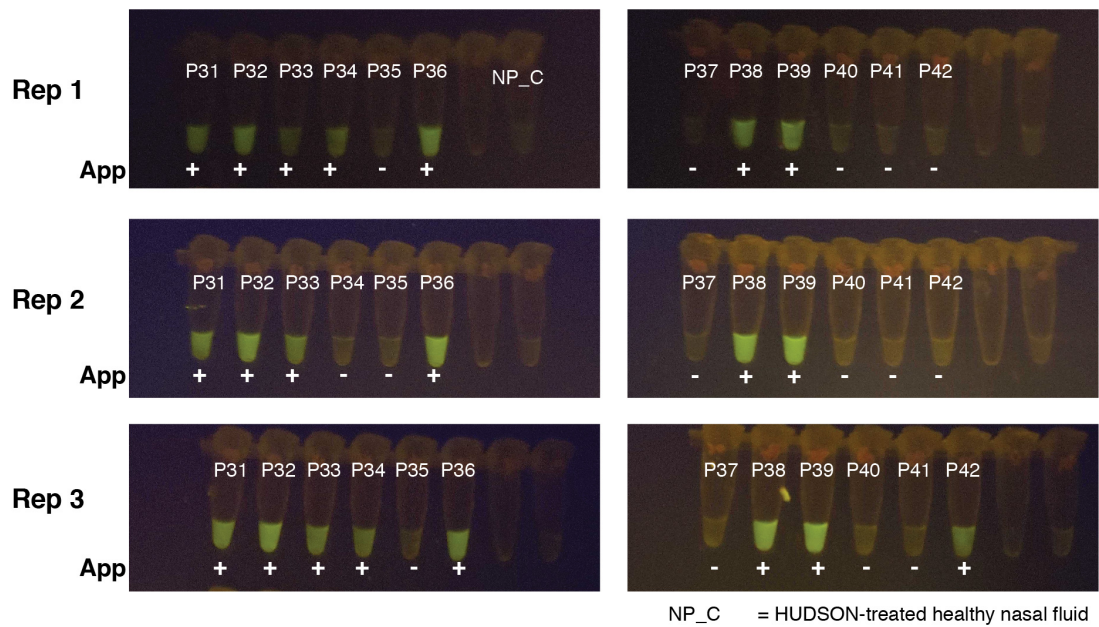 P31 P32 P33 P34 P35 P36 NP_C
P37 P38 P39 P40 P41 P42
Rep 1
App + + + + - +
- + + - - -
P31 P32 P33 P34 P35 P36
P37 P38 P39 P40 P41 P42
Rep 2
App + + + - - +
- + + - - -
P31 P32 P33 P34 P35 P36
P37 P38 P39 P40 P41 P42
Rep 3
App + + + + - +
- + + - - +
NP_C = HUDSON-treated healthy nasal fluid